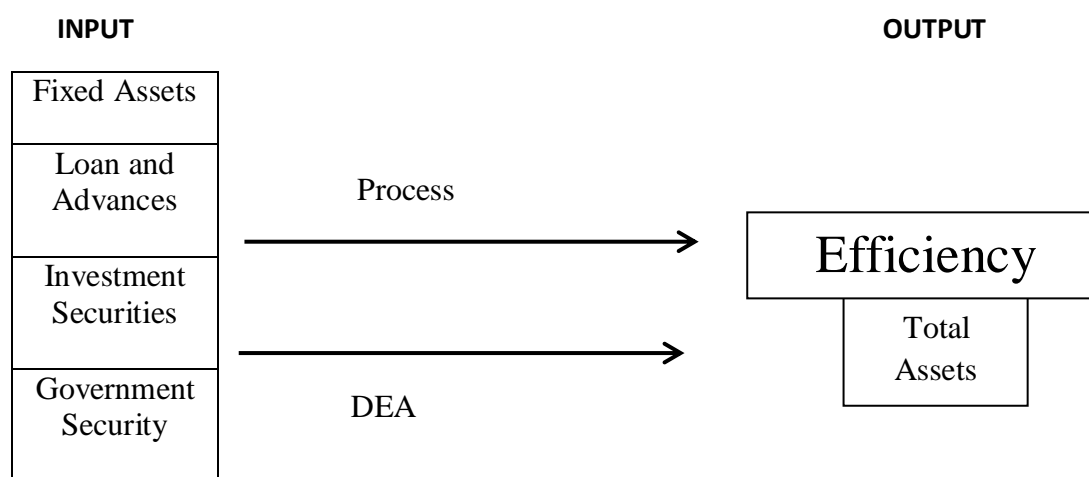 INPUT
OUTPUT
Fixed Assets
Loan and
Advances
Investment
Securities
Government
Security
Process
DEA
Efficiency
Total
Assets